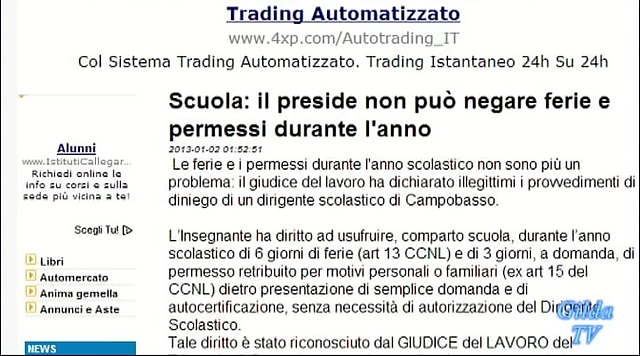 Trading Automatizzato
www.4xp.com/Autotrading_IT
Col Sistema Trading Automatizzato. Trading Istantaneo 24h Su 24h
Alunni
www.IstitutiCallegar...
Richiedi online le
info su corsi e sulla
sede più vicina a te!
Scegli Tu!
Libri
Automercato
Anima gemella
Annunci e Aste
NEWS
Scuola: il preside non può negare ferie e
permessi durante l'anno
2013-01-02 01:52:51
Le ferie e i permessi durante l'anno scolastico non sono più un
problema: il giudice del lavoro ha dichiarato illegittimi i provvedimenti di
diniego di un dirigente scolastico di Campobasso.
L'Insegnante ha diritto ad usufruire, comparto scuola, durante l'anno
scolastico di 6 giorni di ferie (art 13 CCNL) e di 3 giorni, a domanda, di
permesso retribuito per motivi personali o familiari (ex art 15 del
CCNL) dietro presentazione di semplice domanda e di
autocertificazione, senza necessità di autorizzazione del Dirigente
Scolastico.
Tale diritto è stato riconosciuto dal GIUDICE del LAVORO del
Gilda
TV